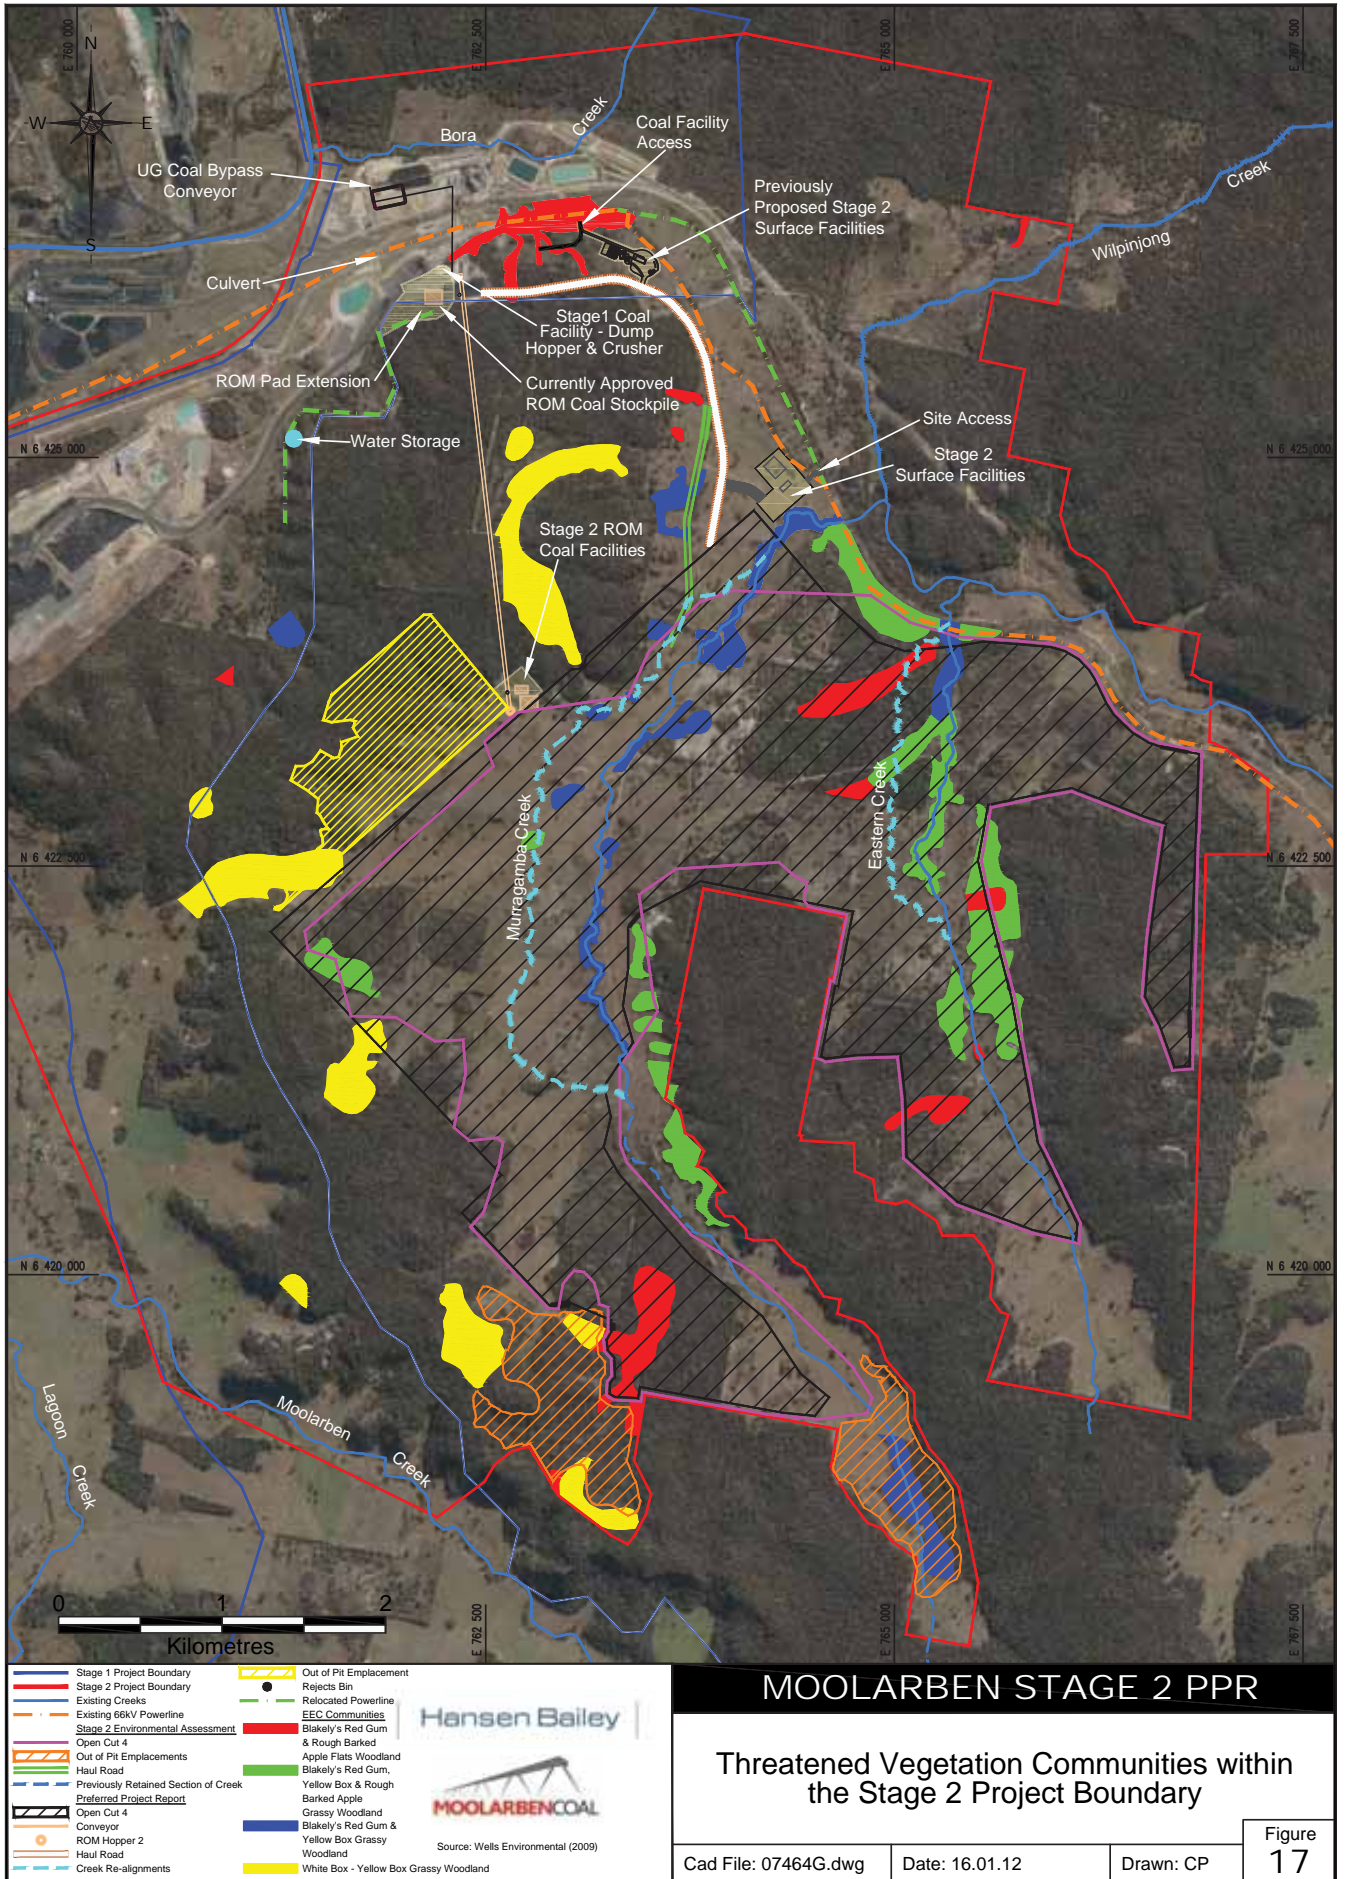 E 760 000
E 762 500
E 765 000
E 767 500
N
W
E
S
Bora
Creek
Coal Facility
Access
UG Coal Bypass
Conveyor
Previously
Proposed Stage 2
Surface Facilities
Creek
Wilpinjong
Culvert
Stage1 Coal
Facility - Dump
Hopper & Crusher
ROM Pad Extension
Currently Approved
ROM Coal Stockpile
Site Access
Water Storage
N 6 425 000
N 6 425 000
Stage 2
Surface Facilities
Stage 2 ROM
Coal Facilities
Murragamba Creek
Eastern Creek
N 6 422 500
N 6 422 500
N 6 420 000
N 6 420 000
Lagoon
Creek
Moolarben
Creek
0
1
2
Kilometres
E 762 500
E 765 000
E 767 500
Stage 1 Project Boundary
Stage 2 Project Boundary
Existing Creeks
Existing 66kV Powerline
Stage 2 Environmental Assessment
Open Cut 4
Out of Pit Emplacements
Haul Road
Previously Retained Section of Creek
Preferred Project Report
Open Cut 4
Conveyor
ROM Hopper 2
Haul Road
Creek Re-alignments
Out of Pit Emplacement
Rejects Bin
Relocated Powerline
EEC Communities
Blakely's Red Gum
& Rough Barked
Apple Flats Woodland
Blakely's Red Gum,
Yellow Box & Rough
Barked Apple
Grassy Woodland
Blakely's Red Gum &
Yellow Box Grassy
Woodland
White Box - Yellow Box Grassy Woodland
Hansen Bailey
MOOLARBENCOAL
Source: Wells Environmental (2009)
MOOLARBEN STAGE 2 PPR
Threatened Vegetation Communities within
the Stage 2 Project Boundary
Cad File: 07464G.dwg
Date: 16.01.12
Drawn: CP
Figure
17